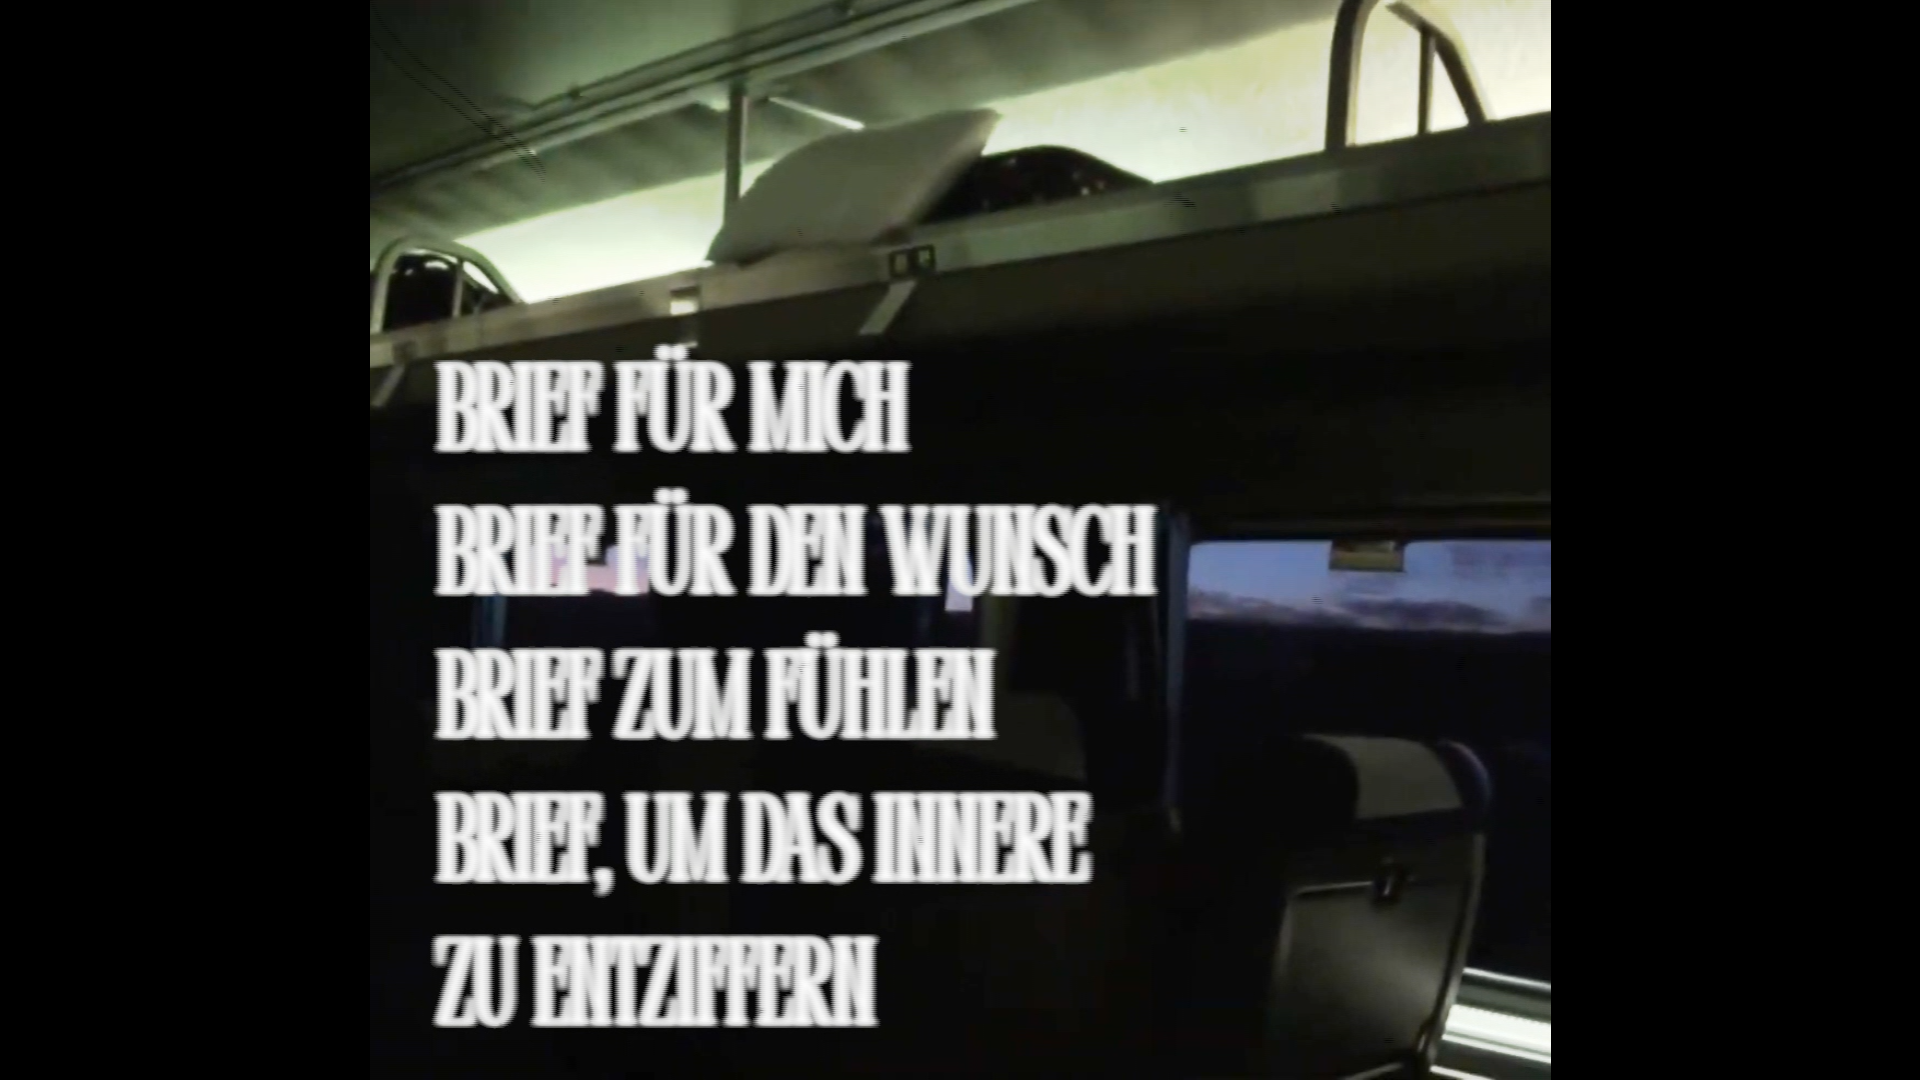 BRIEF FÜR MICH
BRIEF FÜR DEN WUNSCH
BRIEF ZUM FÜHLEN
BRIEF, UM DAS INNERE
ZU ENTZIFFERN